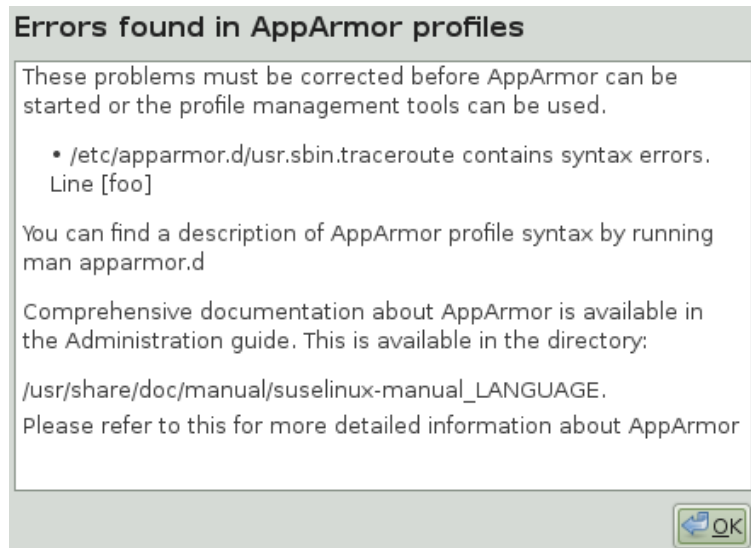 Errors found in AppArmor profiles
These problems must be corrected before AppArmor can be
started or the profile management tools can be used.
• /etc/apparmor.d/usr.sbin.traceroute contains syntax errors.
Line [foo]
You can find a description of AppArmor profile syntax by running
man apparmor.d
Comprehensive documentation about AppArmor is available in
the Administration guide. This is available in the directory:
/usr/share/doc/manual/suselinux-manual_LANGUAGE.
Please refer to this for more detailed information about AppArmor
OK